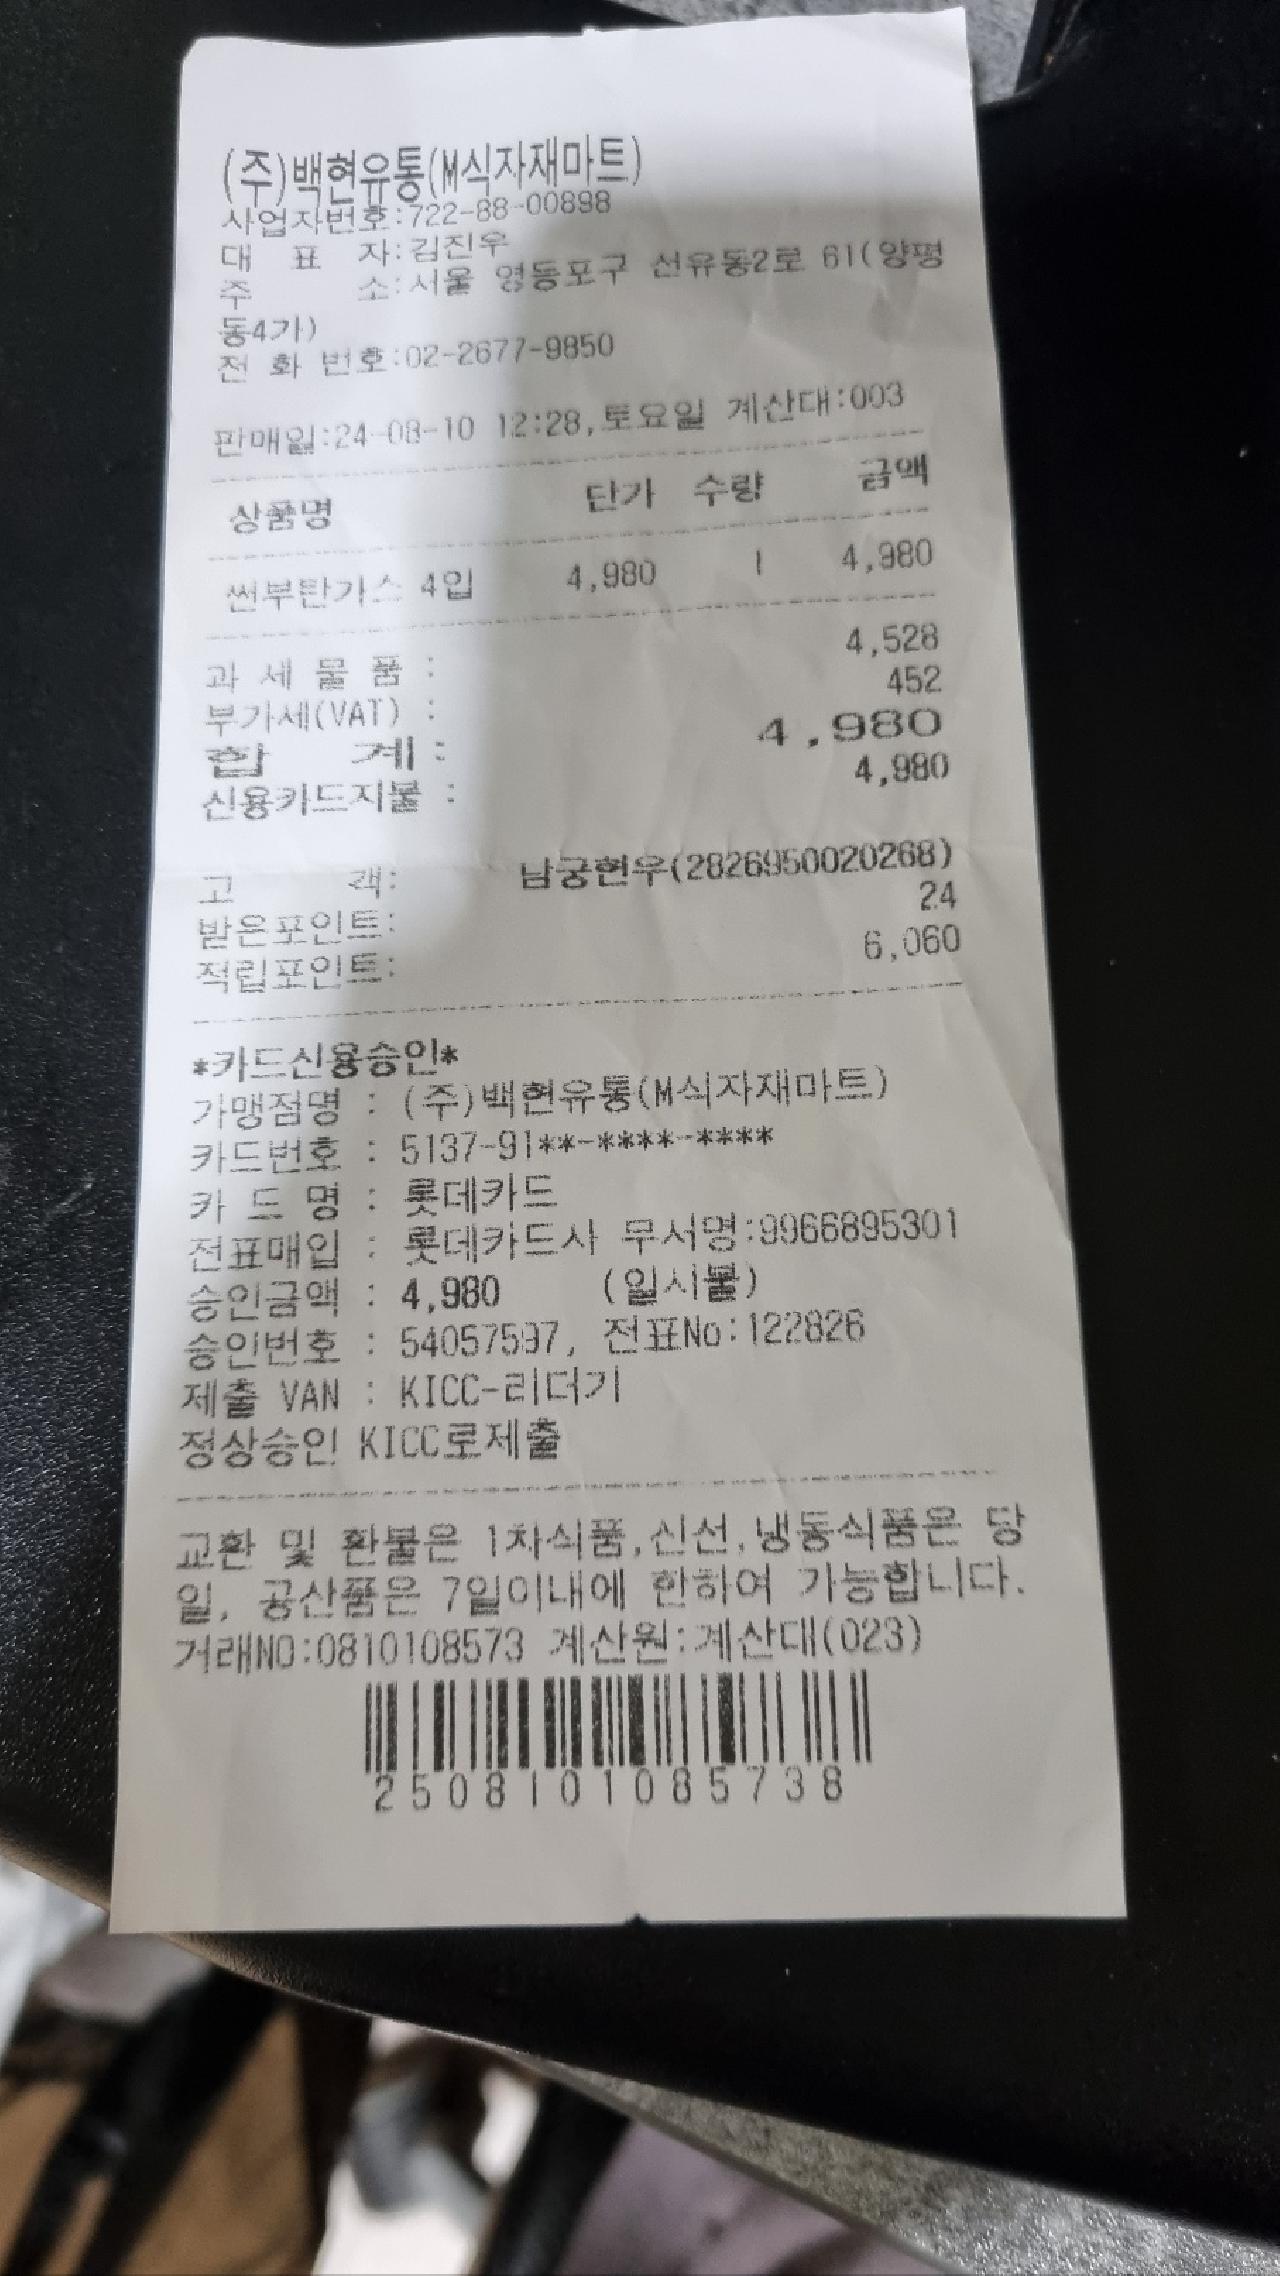 (주)백현유통(M식자재마트)
사업자번호:722-88-00898
대 표 자:김진우
주 소:서울 영등포구 선유동2로 61(양평
동4가)
전 화 번호:02-2677-9850
판매일:24-08-10 12:28,토요일 계산대:003
상품명 단가 수량 금액
썬부탄가스 4입 4,980 1 4,980
과 세 물 품 : 4,528
부가세(VAT) : 452
합 계 : 4,980
신용카드지불 : 4,980
고 객: 남궁현우(2826950020268)
받은포인트: 24
적립포인트: 6,060
*카드신용승인*
가맹점명 : (주)백현유통(M식자재마트)
카드번호 : 5137-91**-****-****
카 드 명 : 롯데카드
전표매입 : 롯데카드사 무서명:9966895301
승인금액 : 4,980 (일시불)
승인번호 : 54057597, 전표No:122826
제출 VAN : KICC-리더기
정상승인 KICC로제출
교환 및 환불은 1차식품,신선,냉동식품은 당
일, 공산품은 7일이내에 한하여 가능합니다.
거래NO:0810108573 계산원:계산대(023)
2508101085738